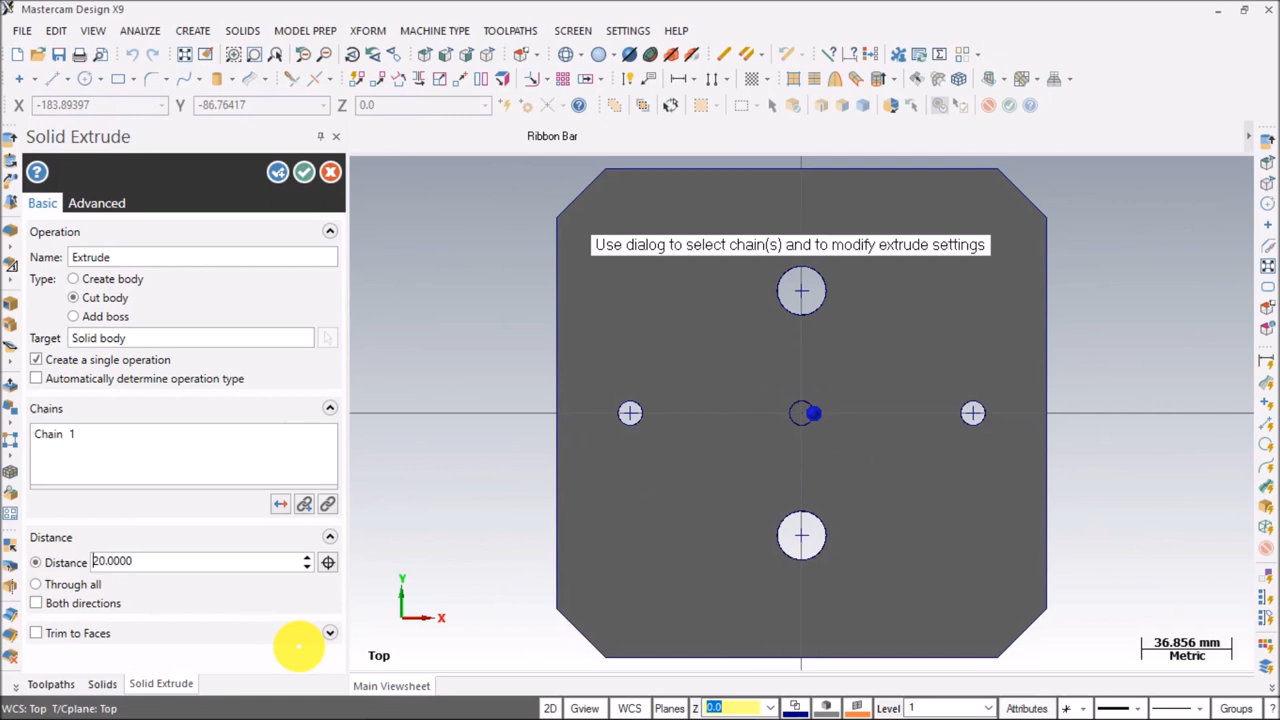 Mastercam Design X9
FILE EDIT VIEW ANALYZE CREATE SOLIDS MODEL PREP XFORM MACHINE TYPE TOOLPATHS SCREEN SETTINGS HELP
X -183.89397 Y -86.76417 Z 0.0
Solid Extrude
Ribbon Bar
Basic Advanced
Operation
Name: Extrude
Type: Create body
Cut body
Add boss
Target Solid body
Create a single operation
Automatically determine operation type
Chains
Chain 1
Distance
Distance 20.0000
Through all
Both directions
Trim to Faces
Use dialog to select chain(s) and to modify extrude settings
Y
X
Top
36.856 mm
Metric
Toolpaths Solids Solid Extrude
Main Viewsheet
WCS: Top T/Cplane: Top
2D Gview WCS Planes Z 0.0 Level 1 Attributes Groups